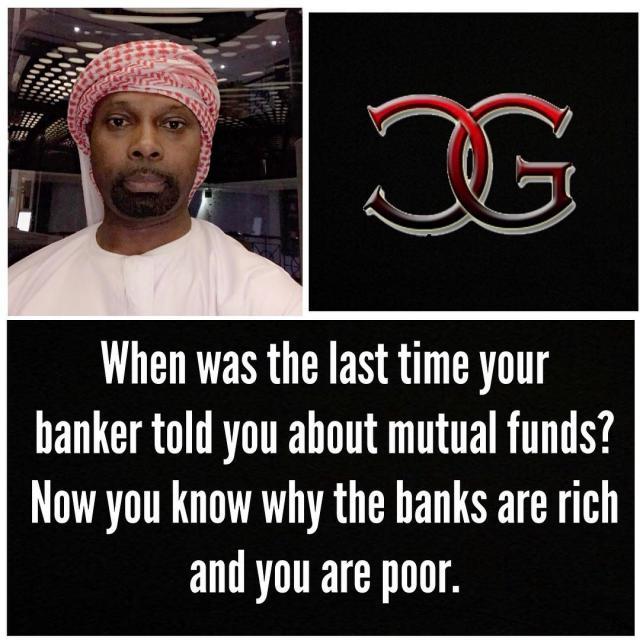 CG
When was the last time your
banker told you about mutual funds?
Now you know why the banks are rich
and you are poor.